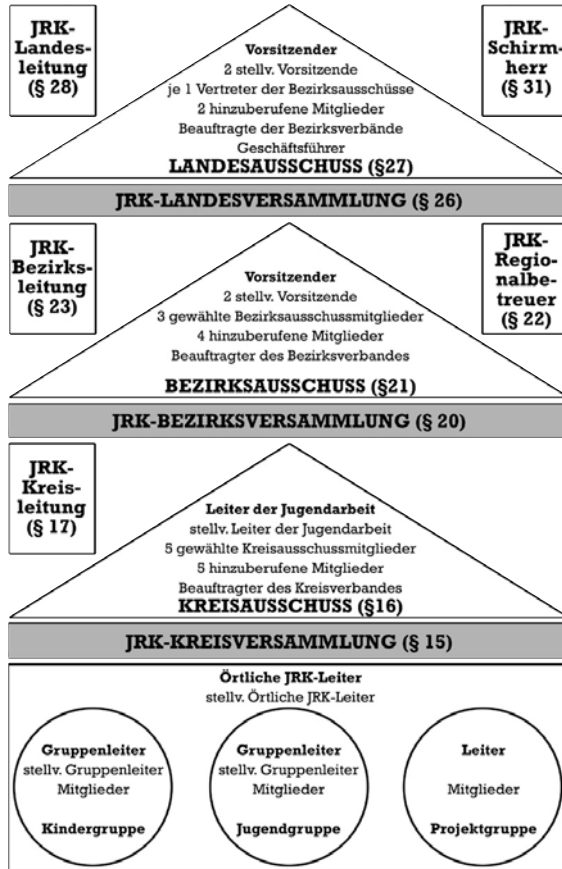 JRK-
Landes-
leitung
(§ 28)
JRK-
Schirm-
herr
(§ 31)
Vorsitzender
2 stellv. Vorsitzende
je 1 Vertreter der Bezirksausschüsse
2 hinzuberufene Mitglieder
Beauftragte der Bezirksverbände
Geschäftsführer
LANDESAUSSCHUSS (§27)
JRK-LANDESVERSAMMLUNG (§ 26)
JRK-
Bezirks-
leitung
(§ 23)
JRK-
Regio-
nalbe-
treuer
(§ 22)
Vorsitzender
2 stellv. Vorsitzende
3 gewählte Bezirksausschussmitglieder
4 hinzuberufene Mitglieder
Beauftragter des Bezirksverbandes
BEZIRKSAUSSCHUSS (§21)
JRK-BEZIRKSVERSAMMLUNG (§ 20)
JRK-
Kreis-
leitung
(§ 17)
Leiter der Jugendarbeit
stellv. Leiter der Jugendarbeit
5 gewählte Kreisausschussmitglieder
5 hinzuberufene Mitglieder
Beauftragter des Kreisverbandes
KREISAUSSCHUSS (§16)
JRK-KREISVERSAMMLUNG (§ 15)
Örtliche JRK-Leiter
stellv. Örtliche JRK-Leiter
Gruppenleiter
stellv. Gruppenleiter
Mitglieder
Kindergruppe
Gruppenleiter
stellv. Gruppenleiter
Mitglieder
Jugendgruppe
Leiter
Mitglieder
Projektgruppe